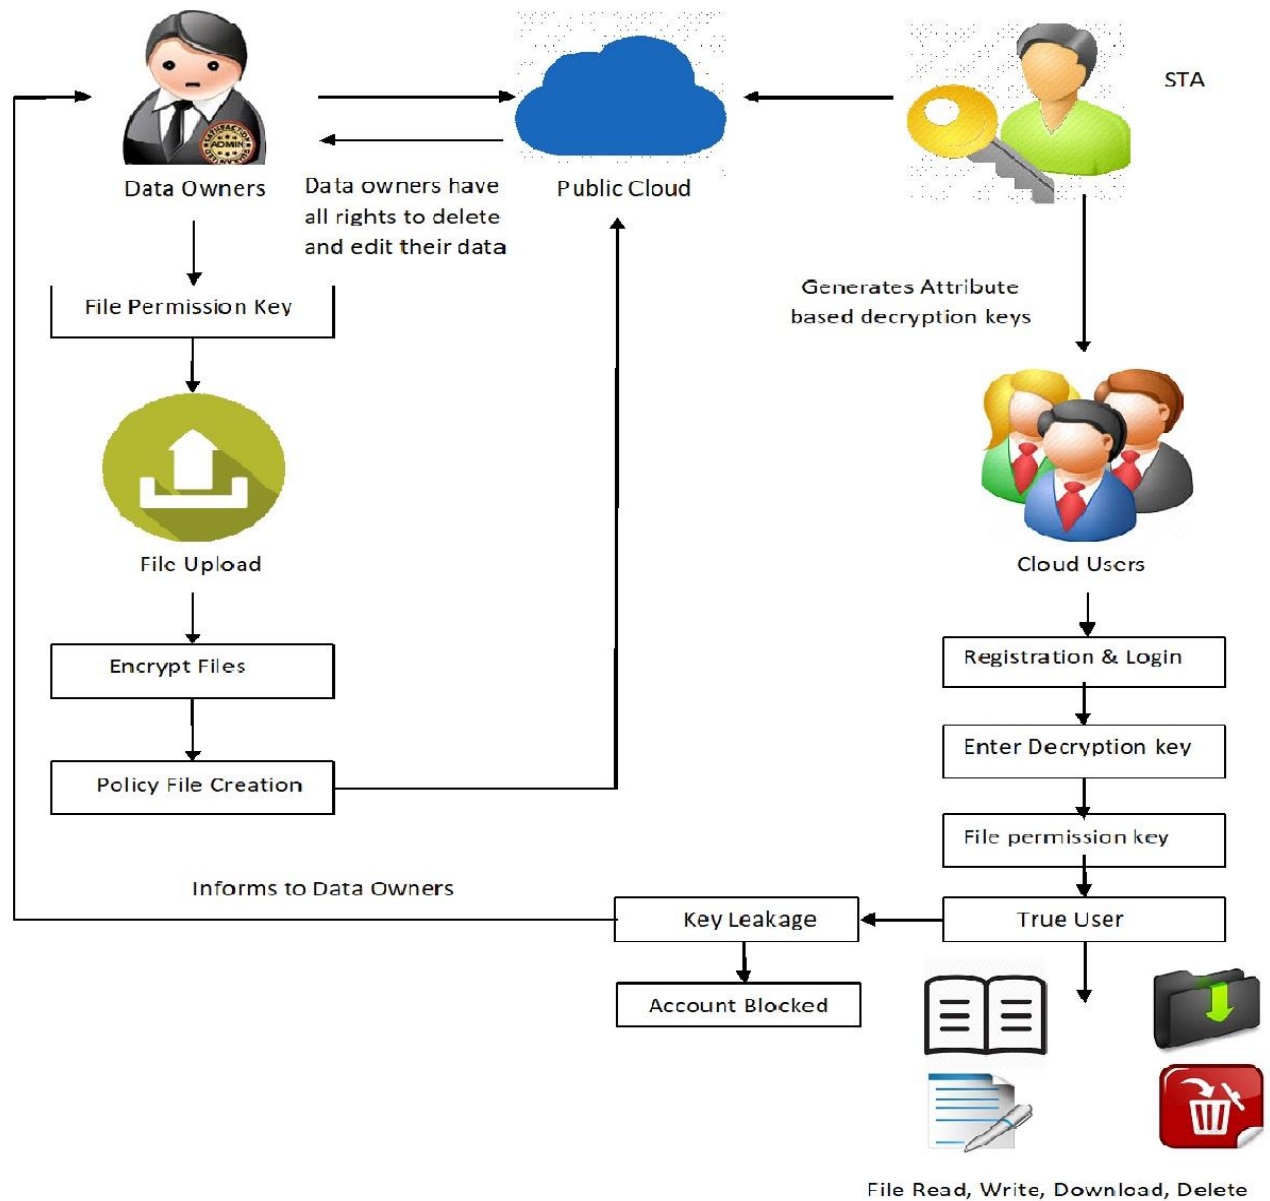 STA
SATISFACTION
ADMIN
Data Owners
Data owners have
all rights to delete
and edit their data
Public Cloud
File Permission Key
Generates Attribute
based decryption keys
File Upload
Cloud Users
Encrypt Files
Policy File Creation
Registration & Login
Enter Decryption key
File permission key
Informs to Data Owners
Key Leakage
True User
Account Blocked
File Read, Write, Download, Delete